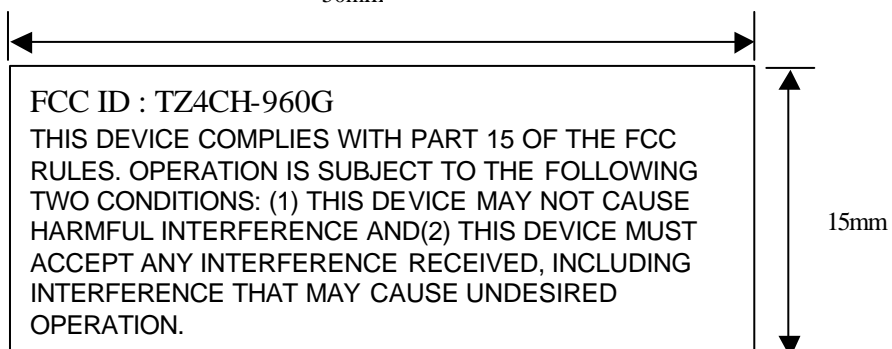 FCC ID : TZ4CH-960G
THIS DEVICE COMPLIES WITH PART 15 OF THE FCC
RULES. OPERATION IS SUBJECT TO THE FOLLOWING
TWO CONDITIONS: (1) THIS DEVICE MAY NOT CAUSE
HARMFUL INTERFERENCE AND(2) THIS DEVICE MUST
ACCEPT ANY INTERFERENCE RECEIVED, INCLUDING
INTERFERENCE THAT MAY CAUSE UNDESIRED
OPERATION.
15mm